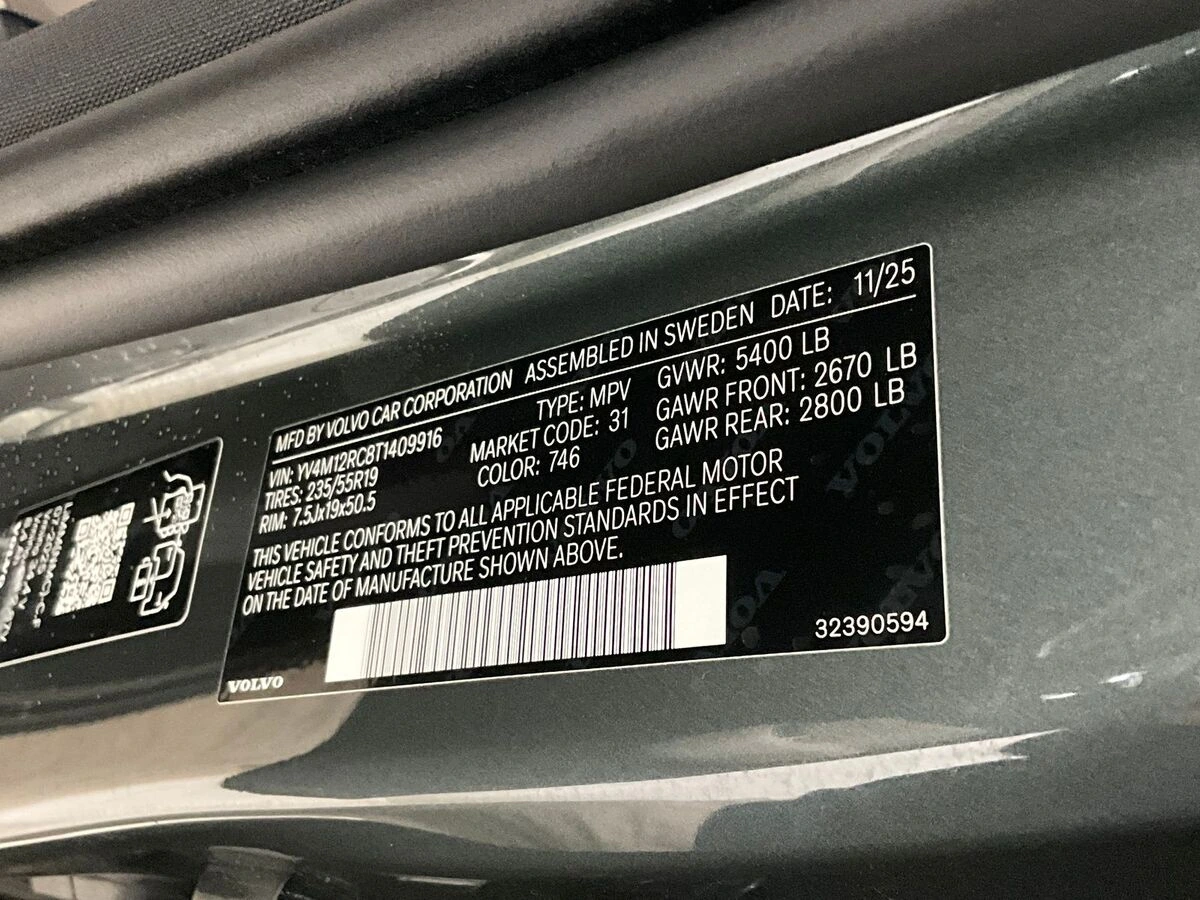 MFD BY VOLVO CAR CORPORATION ASSEMBLED IN SWEDEN DATE: 11/25
VIN: YV4M12RC8T1409916 TYPE: MPV GVWR: 5400 LB
TIRES: 235/55R19 MARKET CODE: 31 GAWR FRONT: 2670 LB
RIM: 7.5Jx19x50.5 COLOR: 746 GAWR REAR: 2800 LB
THIS VEHICLE CONFORMS TO ALL APPLICABLE FEDERAL MOTOR
VEHICLE SAFETY AND THEFT PREVENTION STANDARDS IN EFFECT
ON THE DATE OF MANUFACTURE SHOWN ABOVE.
VOLVO 32390594